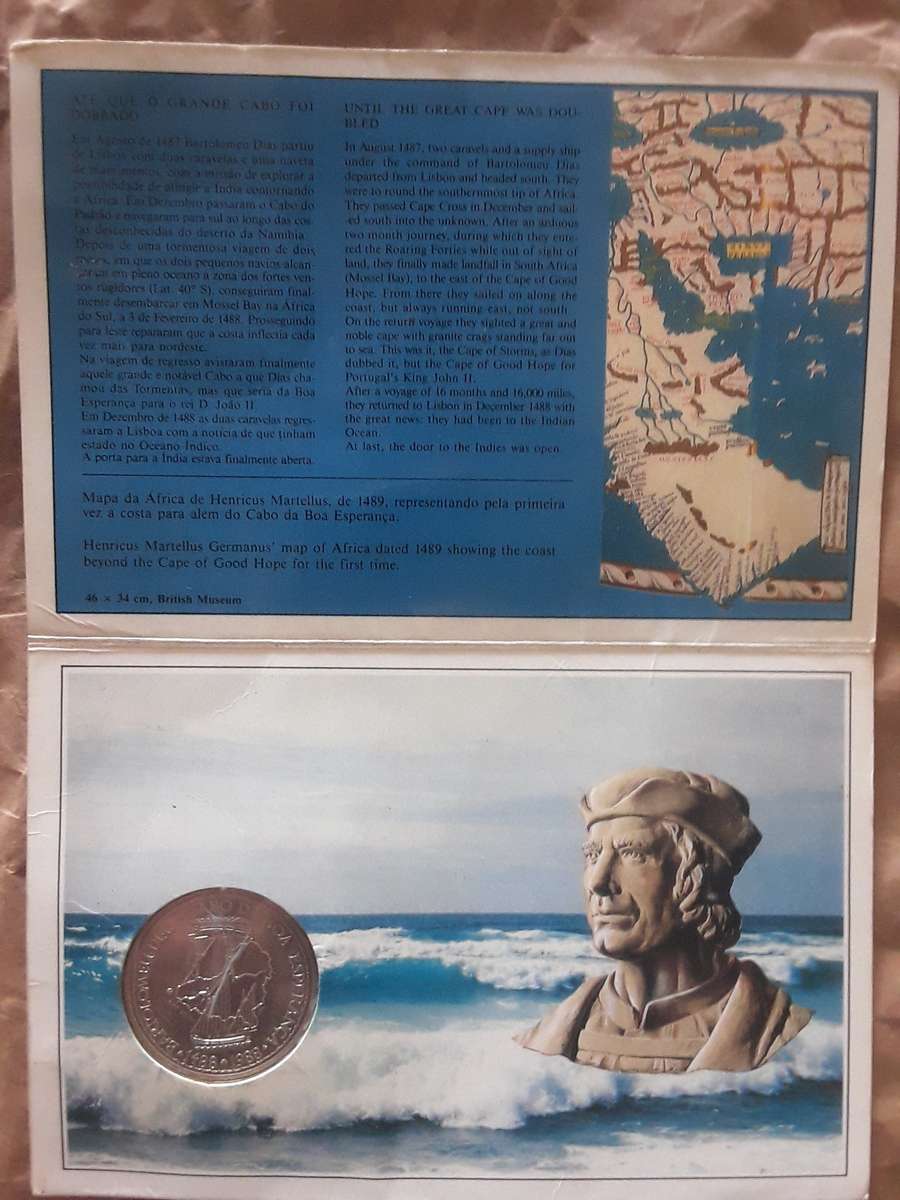 ATE QUE O GRANDE CABO FOI
DOBRADO
Em Agosto de 1487 Bartolomeu Dias partiu
de Lisboa com duas caravelas e uma naveta
de mantimentos, com a missão de explorar a
possibilidade de atingir a Índia contornando
a África. Em Dezembro passaram o Cabo do
Padrão e navegaram para sul ao longo das cos-
tas desconhecidas do deserto da Namíbia.
Depois de uma tormentosa viagem de dois
meses, em que os dois pequenos navios alcan-
çaram em pleno oceano a zona dos fortes ven-
tos rugidores (Lat. 40° S), conseguiram final-
mente desembarcar em Mossel Bay na África
do Sul, a 3 de Fevereiro de 1488. Prosseguindo
para leste repararam que a costa inflectia cada
vez mais para nordeste.
Na viagem de regresso avistaram finalmente
aquele grande e notável Cabo a que Dias cha-
mou das Tormentas, mas que seria da Boa
Esperança para o rei D. João II.
Em Dezembro de 1488 as duas caravelas regres-
saram a Lisboa com a notícia de que tinham
estado no Oceano Índico.
A porta para a Índia estava finalmente aberta.
UNTIL THE GREAT CAPE WAS DOU-
BLED
In August 1487, two caravels and a supply ship
under the command of Bartolomeu Dias
departed from Lisbon and headed south. They
were to round the southernmost tip of Africa.
They passed Cape Cross in December and sail-
ed south into the unknown. After an arduous
two month journey, during which they ente-
red the Roaring Forties while out of sight of
land, they finally made landfall in South Africa
(Mossel Bay), to the east of the Cape of Good
Hope. From there they sailed on along the
coast, but always running east, not south.
On the return voyage they sighted a great and
noble cape with granite crags standing far out
to sea. This was it, the Cape of Storms, as Dias
dubbed it, but the Cape of Good Hope for
Portugal's King John II.
After a voyage of 16 months and 16,000 miles,
they returned to Lisbon in December 1488 with
the great news: they had been to the Indian
Ocean.
At last, the door to the Indies was open.
Mapa da África de Henricus Martellus, de 1489, representando pela primeira
vez a costa para além do Cabo da Boa Esperança.
Henricus Martellus Germanus' map of Africa dated 1489 showing the coast
beyond the Cape of Good Hope for the first time.
46 × 34 cm, British Museum
BARTOLOMEU DIAS CABO DA BOA ESPERANÇA
1488 • 1988